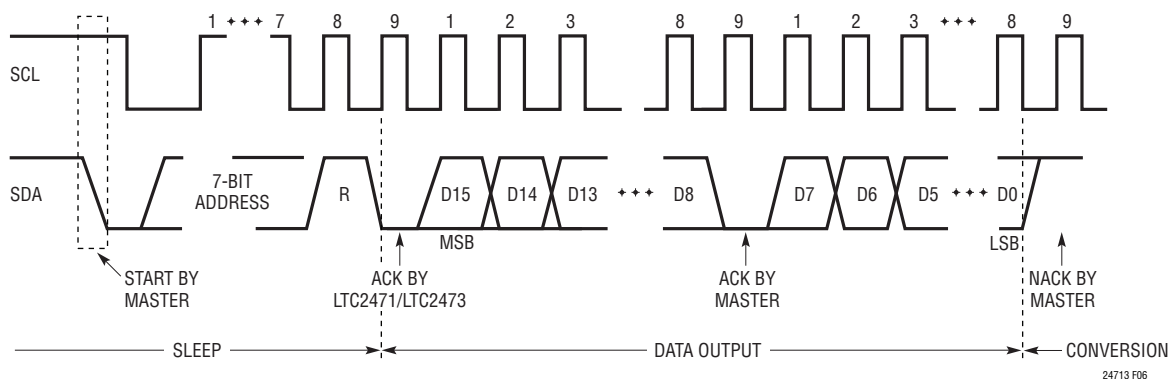 1 ✦✦✦ 7 8 9 1 2 3 8 9 1 2 3 ✦✦✦ 8 9
SCL
SDA
7-BIT
ADDRESS
R D15 D14 D13 ✦✦✦ D8 D7 D6 D5 ✦✦✦ D0
MSB
LSB
START BY
MASTER
ACK BY
LTC2471/LTC2473
ACK BY
MASTER
NACK BY
MASTER
SLEEP DATA OUTPUT CONVERSION
24713 F06